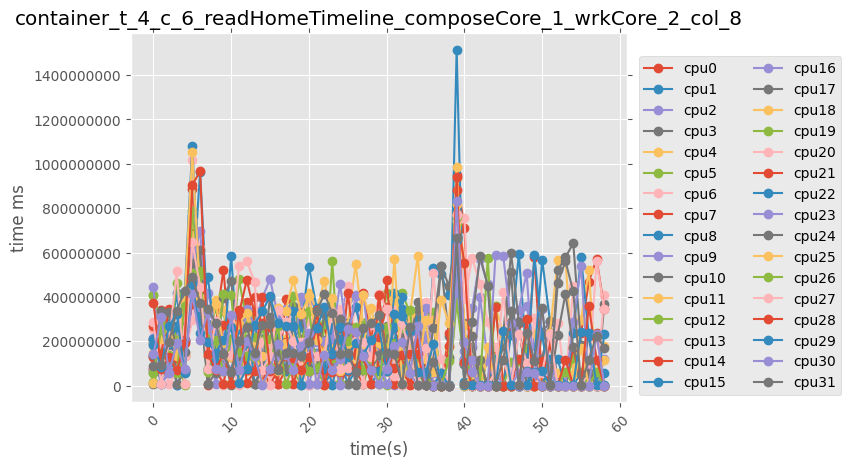 container_t_4_c_6_readHomeTimeline_composeCore_1_wrkCore_2_col_8
time ms
1400000000
1200000000
1000000000
800000000
600000000
400000000
200000000
0
0
10
20
30
40
50
60
time(s)
cpu0
cpu1
cpu2
cpu3
cpu4
cpu5
cpu6
cpu7
cpu8
cpu9
cpu10
cpu11
cpu12
cpu13
cpu14
cpu15
cpu16
cpu17
cpu18
cpu19
cpu20
cpu21
cpu22
cpu23
cpu24
cpu25
cpu26
cpu27
cpu28
cpu29
cpu30
cpu31